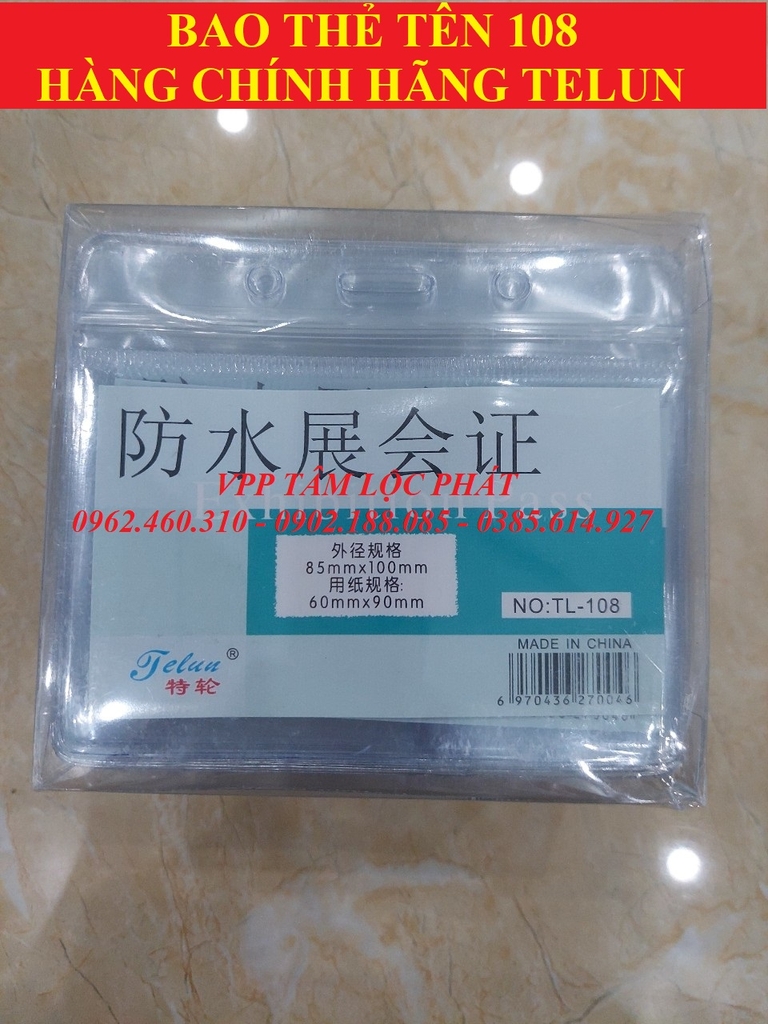 BAO THẺ TÊN 108
HÀNG CHÍNH HÃNG TELUN
防水展会证
VPP TÂM LỘC PHÁT
0962.460.310 - 0902.188.085 - 0385.614.927
外径规格
85mmx100mm
用纸规格:
60mmx90mm
NO:TL-108
MADE IN CHINA
Telun®
特轮
6 970436 270046